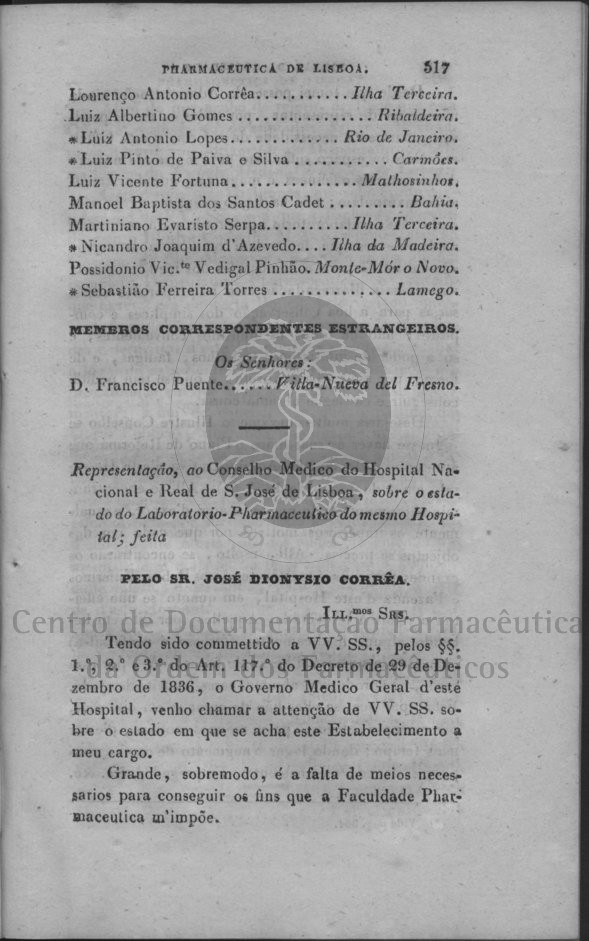 PHARMACEUTICA DE LISBOA. 517
Lourenço Antonio Corrêa........... Ilha Terceira.
Luiz Albertino Gomes ................ Ribaldeira.
* Luiz Antonio Lopes............. Rio de Janeiro.
* Luiz Pinto de Paiva e Silva ........... Carmões.
Luiz Vicente Fortuna............... Mathosinhos.
Manoel Baptista dos Santos Cadet ......... Bahia.
Martiniano Evaristo Serpa.......... Ilha Terceira.
* Nicandro Joaquim d'Azevedo.... Ilha da Madeira.
Possidonio Vic.te Vedigal Pinhão. Monte-Mór o Novo.
* Sebastião Ferreira Torres .............. Lamego.
MEMBROS CORRESPONDENTES ESTRANGEIROS.
Os Senhores:
D. Francisco Puente...... Villa-Nueva del Fresno.
Representação, ao Conselho Medico do Hospital Na-
cional e Real de S. José de Lisboa, sobre o esta-
do do Laboratorio-Pharmaceutico do mesmo Hospi-
tal; feita
PELO SR. JOSÉ DIONYSIO CORRÊA.
ILL.mos SRS.
Centro de Documentação Farmacêutica
Tendo sido commettido a VV. SS., pelos §§.
1.º, 2.º e 3.º do Art. 117.º do Decreto de 29 de De-
da Ordem dos Farmacêuticos
zembro de 1836, o Governo Medico Geral d'este
Hospital, venho chamar a attenção de VV. SS. so-
bre o estado em que se acha este Estabelecimento a
meu cargo.
Grande, sobremodo, é a falta de meios neces-
sarios para conseguir os fins que a Faculdade Phar-
maceutica m'impõe.